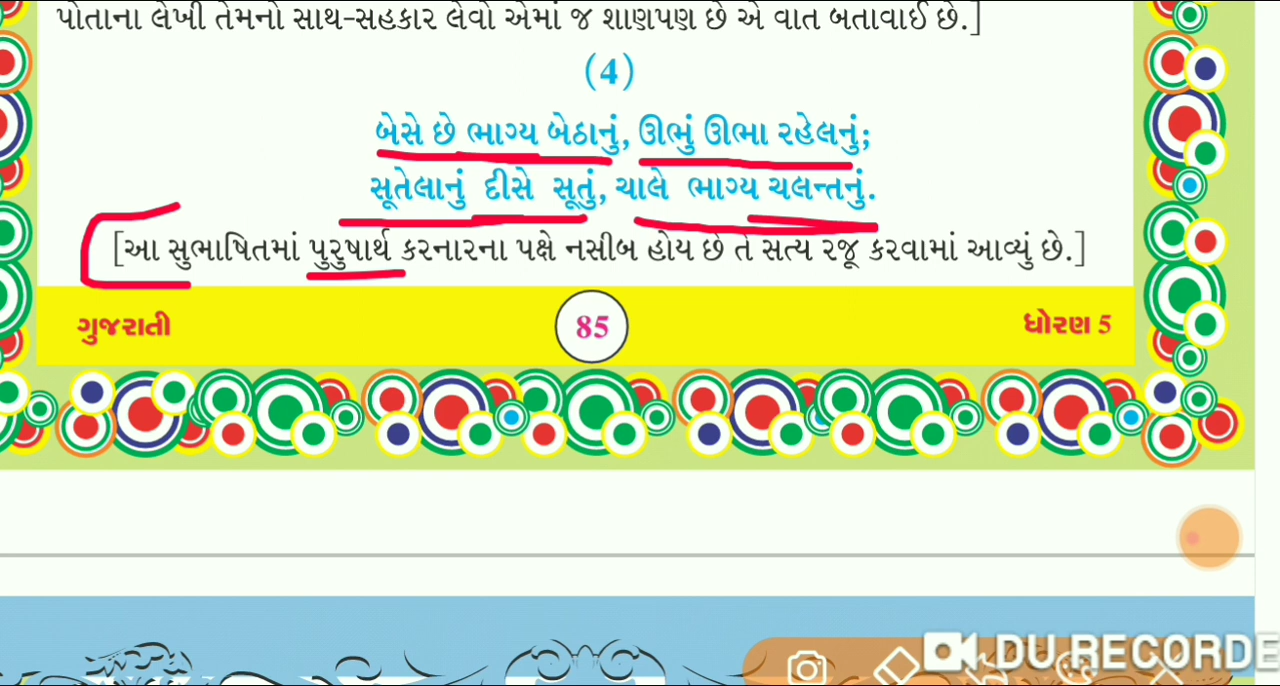 પોતાના લેખી તેમનો સાથ-સહકાર લેવો એમાં જ શાણપણ છે એ વાત બતાવાઈ છે.]
(4)
બેસે છે ભાગ્ય બેઠાનું, ઊભું ઊભા રહેલનું;
સૂતેલાનું દીસે સૂતું, ચાલે ભાગ્ય ચલન્તનું.
[આ સુભાષિતમાં પુરુષાર્થ કરનારના પક્ષે નસીબ હોય છે તે સત્ય રજૂ કરવામાં આવ્યું છે.]
ગુજરાતી 85 ધોરણ 5
DU RECORDE